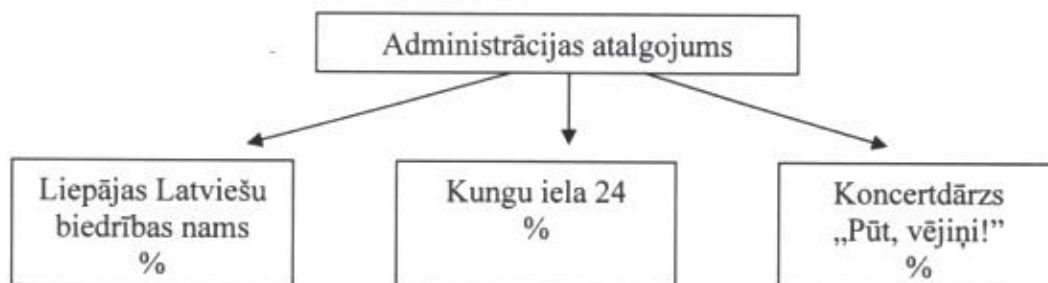 Administrācijas atalgojums
Liepājas Latviešu
biedrības nams
%
Kungu iela 24
%
Koncertdārzs
„Pūt, vējiņi!”
%